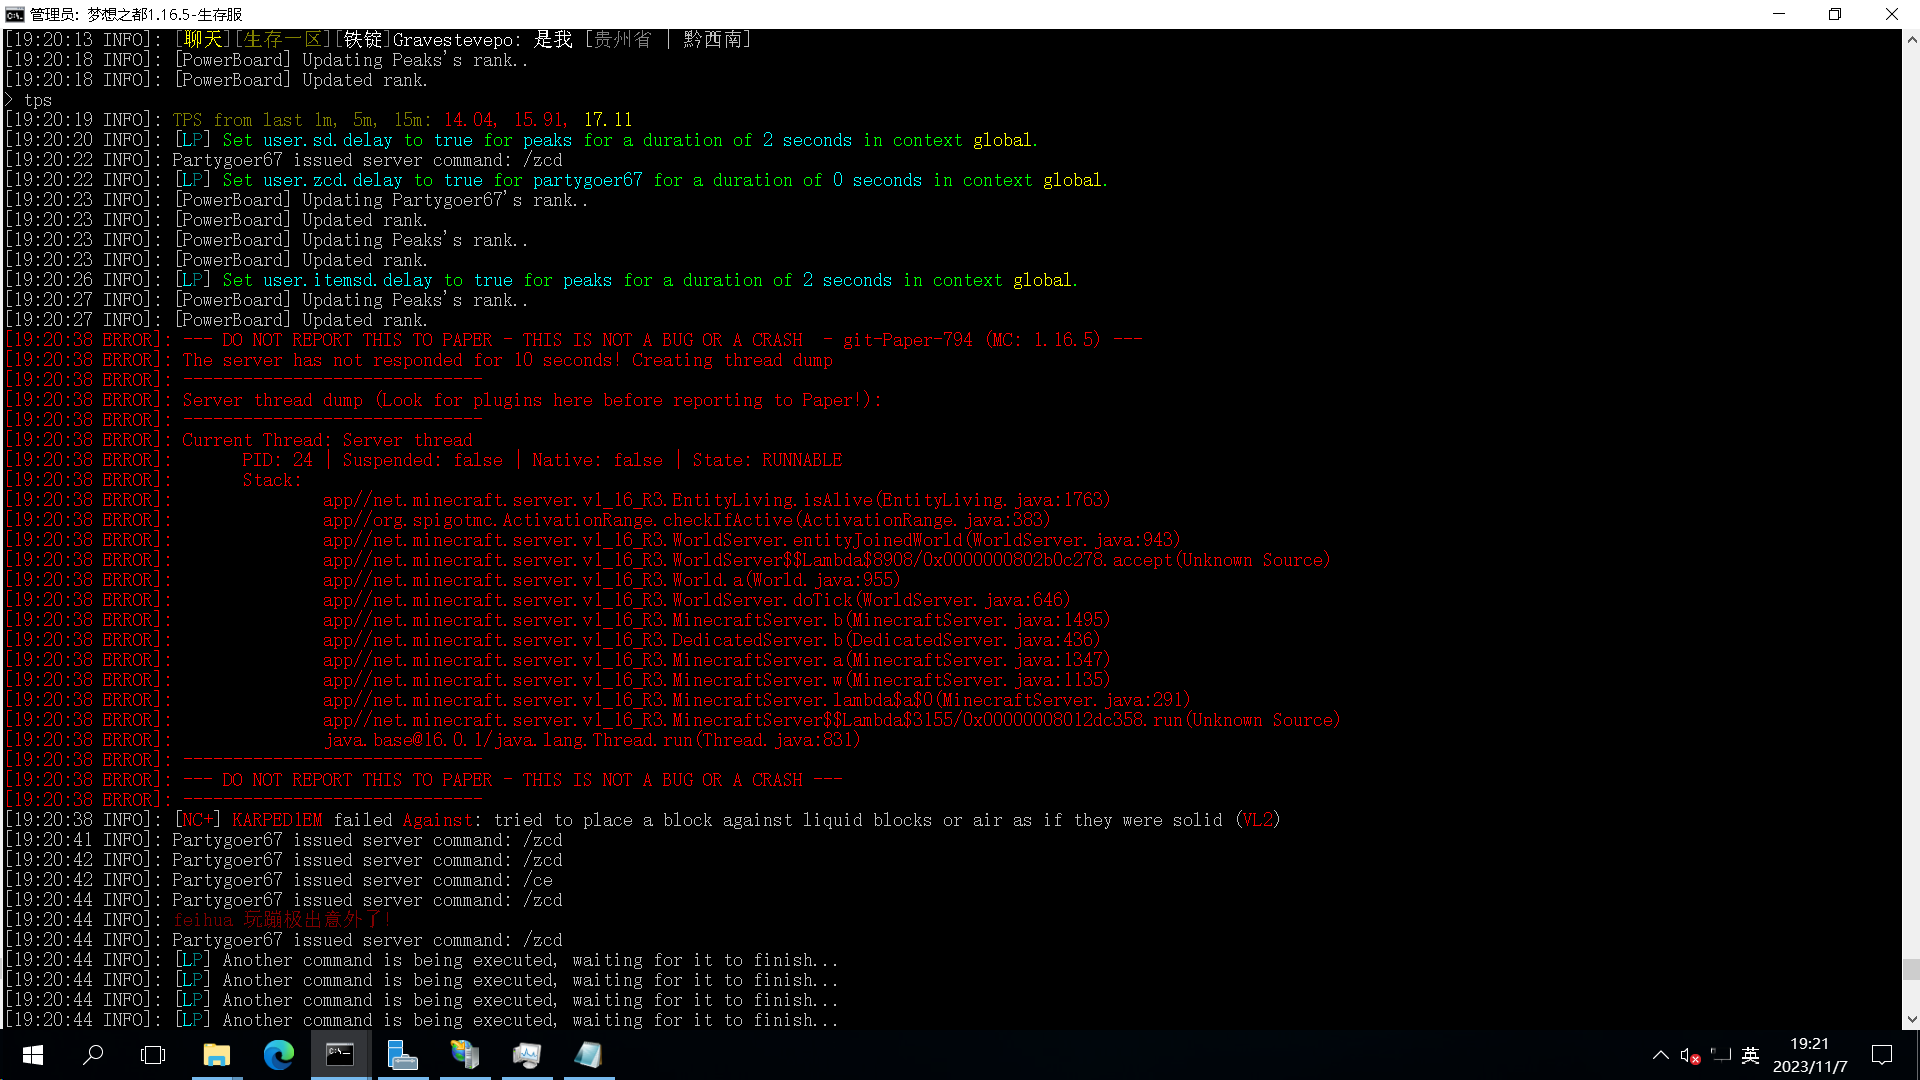 管理员: 梦想之都1.16.5-生存服
[19:20:13 INFO]: [聊天][生存一区][铁锭]Gravestevepo: 是我 [贵州省 | 黔西南]
[19:20:18 INFO]: [PowerBoard] Updating Peaks's rank..
[19:20:18 INFO]: [PowerBoard] Updated rank.
> tps
[19:20:19 INFO]: TPS from last 1m, 5m, 15m: 14.04, 15.91, 17.11
[19:20:20 INFO]: [LP] Set user.sd.delay to true for peaks for a duration of 2 seconds in context global.
[19:20:22 INFO]: Partygoer67 issued server command: /zcd
[19:20:22 INFO]: [LP] Set user.zcd.delay to true for partygoer67 for a duration of 0 seconds in context global.
[19:20:23 INFO]: [PowerBoard] Updating Partygoer67's rank..
[19:20:23 INFO]: [PowerBoard] Updated rank.
[19:20:23 INFO]: [PowerBoard] Updating Peaks's rank..
[19:20:23 INFO]: [PowerBoard] Updated rank.
[19:20:26 INFO]: [LP] Set user.itemsd.delay to true for peaks for a duration of 2 seconds in context global.
[19:20:27 INFO]: [PowerBoard] Updating Peaks's rank..
[19:20:27 INFO]: [PowerBoard] Updated rank.
[19:20:38 ERROR]: --- DO NOT REPORT THIS TO PAPER - THIS IS NOT A BUG OR A CRASH  - git-Paper-794 (MC: 1.16.5) ---
[19:20:38 ERROR]: The server has not responded for 10 seconds! Creating thread dump
[19:20:38 ERROR]: ------------------------------
[19:20:38 ERROR]: Server thread dump (Look for plugins here before reporting to Paper!):
[19:20:38 ERROR]: ------------------------------
[19:20:38 ERROR]: Current Thread: Server thread
[19:20:38 ERROR]: PID: 24 | Suspended: false | Native: false | State: RUNNABLE
[19:20:38 ERROR]: Stack:
[19:20:38 ERROR]: app//net.minecraft.server.v1_16_R3.EntityLiving.isAlive(EntityLiving.java:1763)
[19:20:38 ERROR]: app//org.spigotmc.ActivationRange.checkIfActive(ActivationRange.java:383)
[19:20:38 ERROR]: app//net.minecraft.server.v1_16_R3.WorldServer.entityJoinedWorld(WorldServer.java:943)
[19:20:38 ERROR]: app//net.minecraft.server.v1_16_R3.WorldServer$$Lambda$8908/0x0000000802b0c278.accept(Unknown Source)
[19:20:38 ERROR]: app//net.minecraft.server.v1_16_R3.World.a(World.java:955)
[19:20:38 ERROR]: app//net.minecraft.server.v1_16_R3.WorldServer.doTick(WorldServer.java:646)
[19:20:38 ERROR]: app//net.minecraft.server.v1_16_R3.MinecraftServer.b(MinecraftServer.java:1495)
[19:20:38 ERROR]: app//net.minecraft.server.v1_16_R3.DedicatedServer.b(DedicatedServer.java:436)
[19:20:38 ERROR]: app//net.minecraft.server.v1_16_R3.MinecraftServer.a(MinecraftServer.java:1347)
[19:20:38 ERROR]: app//net.minecraft.server.v1_16_R3.MinecraftServer.w(MinecraftServer.java:1135)
[19:20:38 ERROR]: app//net.minecraft.server.v1_16_R3.MinecraftServer.lambda$a$0(MinecraftServer.java:291)
[19:20:38 ERROR]: app//net.minecraft.server.v1_16_R3.MinecraftServer$$Lambda$3155/0x00000008012dc358.run(Unknown Source)
[19:20:38 ERROR]: java.base@16.0.1/java.lang.Thread.run(Thread.java:831)
[19:20:38 ERROR]: ------------------------------
[19:20:38 ERROR]: --- DO NOT REPORT THIS TO PAPER - THIS IS NOT A BUG OR A CRASH ---
[19:20:38 ERROR]: ------------------------------
[19:20:38 INFO]: [NC+] KARPED1EM failed Against: tried to place a block against liquid blocks or air as if they were solid (VL2)
[19:20:41 INFO]: Partygoer67 issued server command: /zcd
[19:20:42 INFO]: Partygoer67 issued server command: /zcd
[19:20:42 INFO]: Partygoer67 issued server command: /ce
[19:20:44 INFO]: Partygoer67 issued server command: /zcd
[19:20:44 INFO]: feihua 玩蹦极出意外了!
[19:20:44 INFO]: Partygoer67 issued server command: /zcd
[19:20:44 INFO]: [LP] Another command is being executed, waiting for it to finish...
[19:20:44 INFO]: [LP] Another command is being executed, waiting for it to finish...
[19:20:44 INFO]: [LP] Another command is being executed, waiting for it to finish...
[19:20:44 INFO]: [LP] Another command is being executed, waiting for it to finish...
英
19:21
2023/11/7